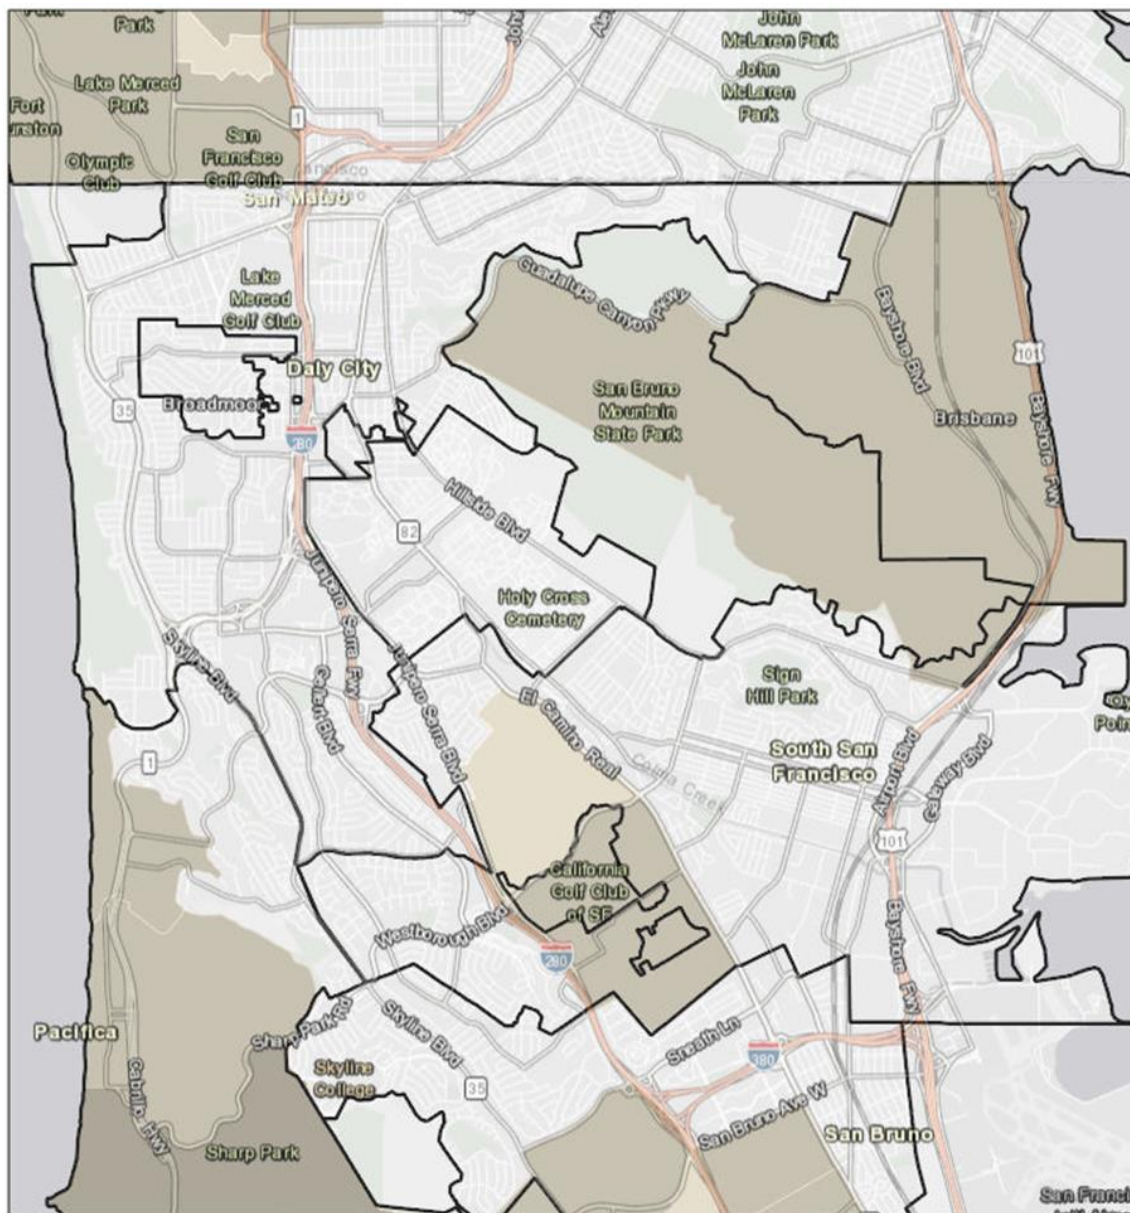 Park
Park
John
McLaren Park
Lake Merced
Park
John
McLaren
Park
Fort
1
San
Francisco
Golf Club
Olympic
Club
San Mateo
Guadalupe Canyon Pkwy
Lake
Merced
Golf Club
Bayshore Blvd
101
Bayshore Fwy
Daly City
San Bruno
Mountain
State Park
Broadmoor
35
Brisbane
280
Hillside Blvd
82
Junipero Serra Fwy
Holy Cross
Cemetery
Junipero Serra Blvd
Skyline Blvd
Gellert Blvd
Sign
Hill Park
El Camino Real
South San
Francisco
Colma Creek
Airport Blvd
Gateway Blvd
1
101
California
Golf Club
of SF
Westborough Blvd
280
Bayshore Fwy
Pacifica
Sharp Park Rd
Skyline Blvd
Sneath Ln
380
Skyline
College
35
Cabrillo Hwy
San Bruno Ave W
San Bruno
Sharp Park